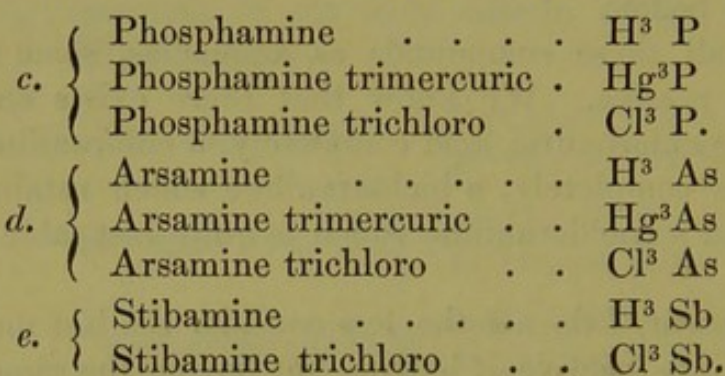 Phosphamine . . . . H³ P
c. { Phosphamine trimercuric . Hg³P
Phosphamine trichloro . Cl³ P.
Arsamine . . . . . H³ As
d. { Arsamine trimercuric . . Hg³As
Arsamine trichloro . . Cl³ As
e. { Stibamine . . . . . H³ Sb
Stibamine trichloro . . Cl³ Sb.